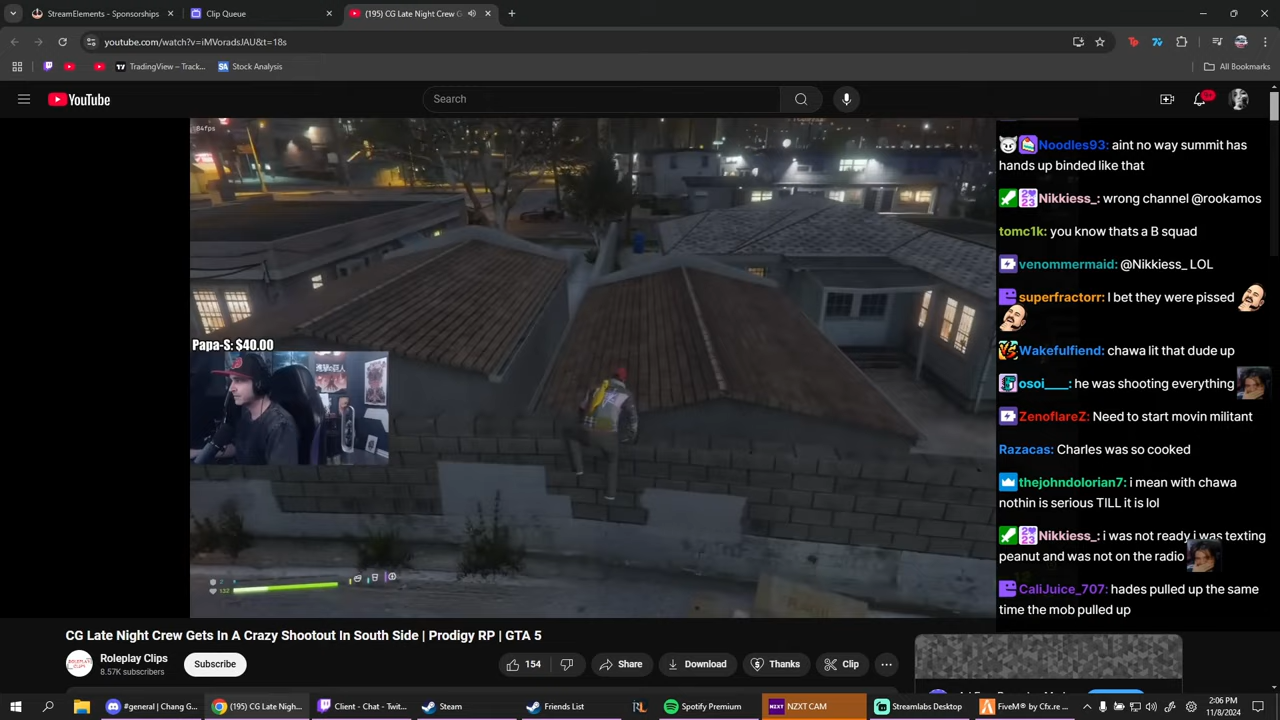 StreamElements - Sponsorships
Clip Queue
(195) CG Late Night Crew G
youtube.com/watch?v=iMVoradsJAU&t=18s
TradingView – Track...
SA Stock Analysis
All Bookmarks
YouTube
Search
9+
64fps
Papa-S: $40.00
Noodles93: aint no way summit has
hands up binded like that
Nikkiess_: wrong channel @rookamos
tomc1k: you know thats a B squad
venommermaid: @Nikkiess_ LOL
superfractorr: I bet they were pissed
Wakefulfiend: chawa lit that dude up
osoi____: he was shooting everything
ZenoflareZ: Need to start movin militant
Razacas: Charles was so cooked
thejohndolorian7: i mean with chawa
nothin is serious TILL it is lol
Nikkiess_: i was not ready i was texting
peanut and was not on the radio
CaliJuice_707: hades pulled up the same
time the mob pulled up
CG Late Night Crew Gets In A Crazy Shootout In South Side | Prodigy RP | GTA 5
Roleplay Clips
8.57K subscribers
Subscribe
154
Share
Download
Thanks
Clip
#general | Chang G...
(195) CG Late Nigh...
Client - Chat - Twit...
Steam
Friends List
RL
Spotify Premium
NZXT
NZXT CAM
Streamlabs Desktop
FiveM® by Cfx.re ...
2:06 PM
11/8/2024